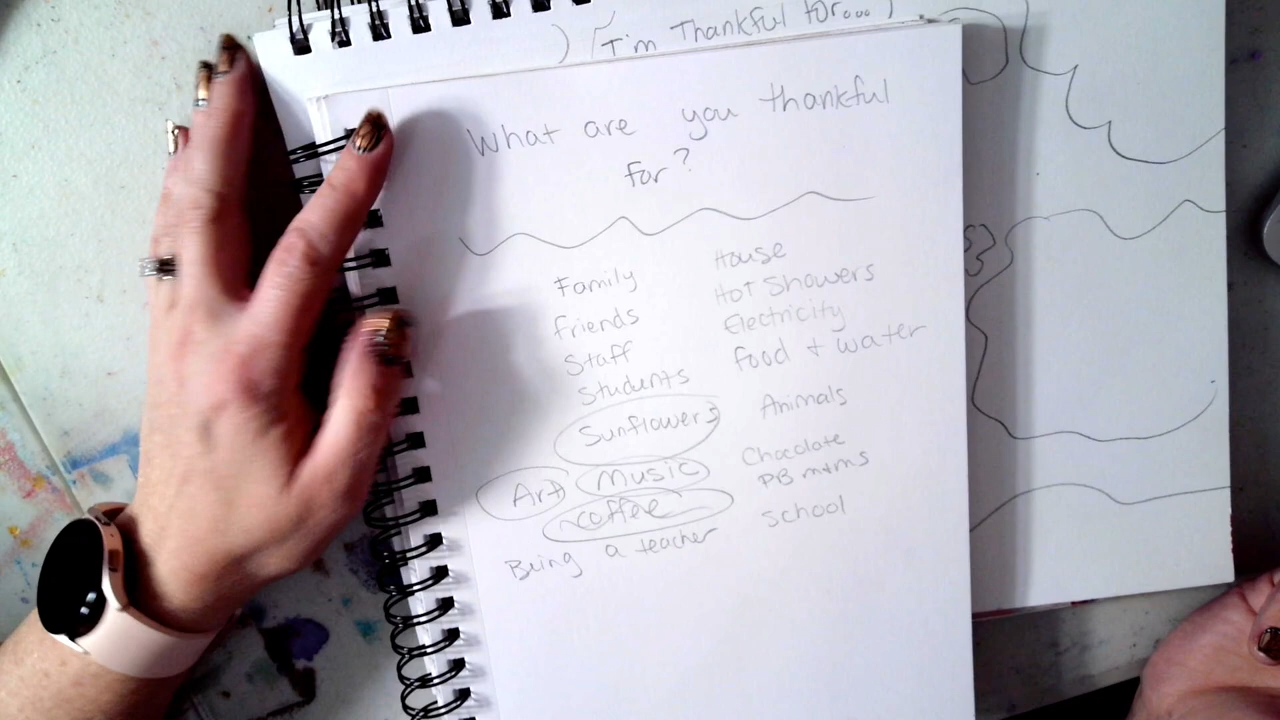 I'm Thankful for...
What are you thankful
for?
Family
friends
Staff
Students
Sunflowers
Art Music
coffee
Being a teacher
House
Hot Showers
Electricity
food + water
Animals
Chocolate
PB m+ms
School